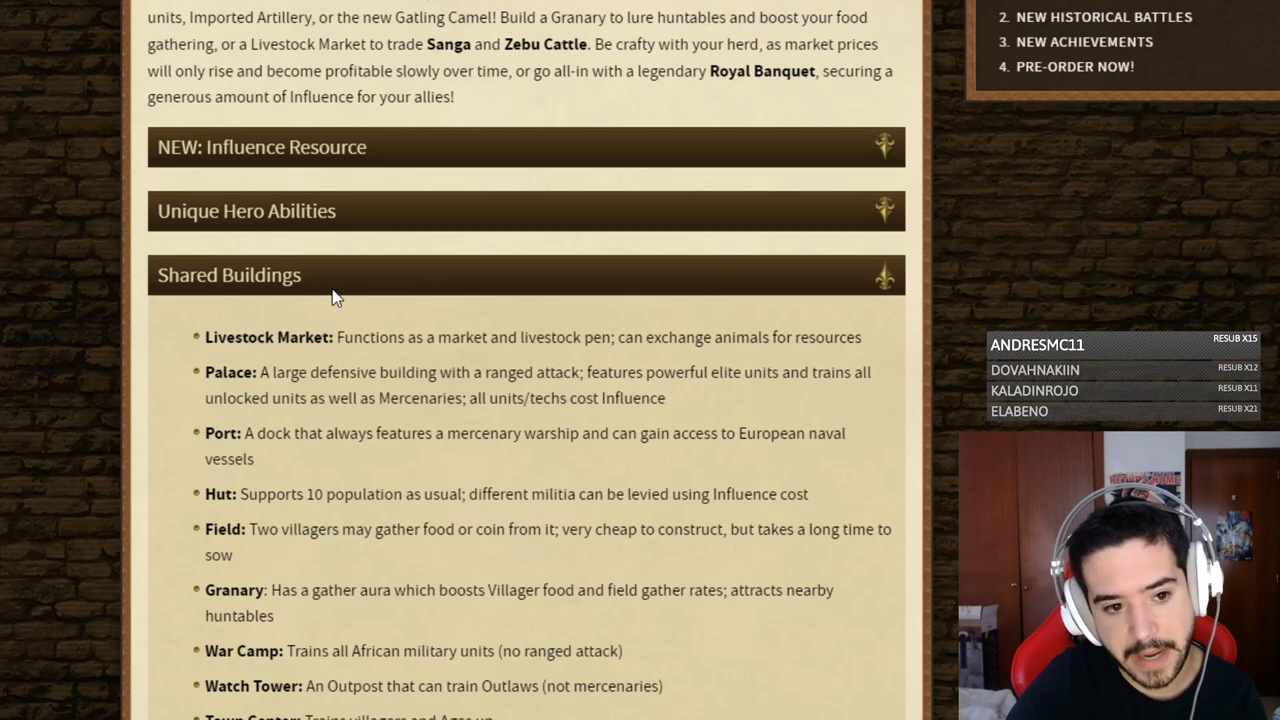 units, Imported Artillery, or the new Gatling Camel! Build a Granary to lure huntables and boost your food
gathering, or a Livestock Market to trade Sanga and Zebu Cattle. Be crafty with your herd, as market prices
will only rise and become profitable slowly over time, or go all-in with a legendary Royal Banquet, securing a
generous amount of Influence for your allies!
NEW: Influence Resource
Unique Hero Abilities
Shared Buildings
Livestock Market: Functions as a market and livestock pen; can exchange animals for resources
Palace: A large defensive building with a ranged attack; features powerful elite units and trains all
unlocked units as well as Mercenaries; all units/techs cost Influence
Port: A dock that always features a mercenary warship and can gain access to European naval
vessels
Hut: Supports 10 population as usual; different militia can be levied using Influence cost
Field: Two villagers may gather food or coin from it; very cheap to construct, but takes a long time to
sow
Granary: Has a gather aura which boosts Villager food and field gather rates; attracts nearby
huntables
War Camp: Trains all African military units (no ranged attack)
Watch Tower: An Outpost that can train Outlaws (not mercenaries)
Town Center: Trains villagers and Ages up
2. NEW HISTORICAL BATTLES
3. NEW ACHIEVEMENTS
4. PRE-ORDER NOW!
ANDRESMC11 RESUB X15
DOVAHNAKIIN RESUB X12
KALADINROJO RESUB X11
ELABENO RESUB X21